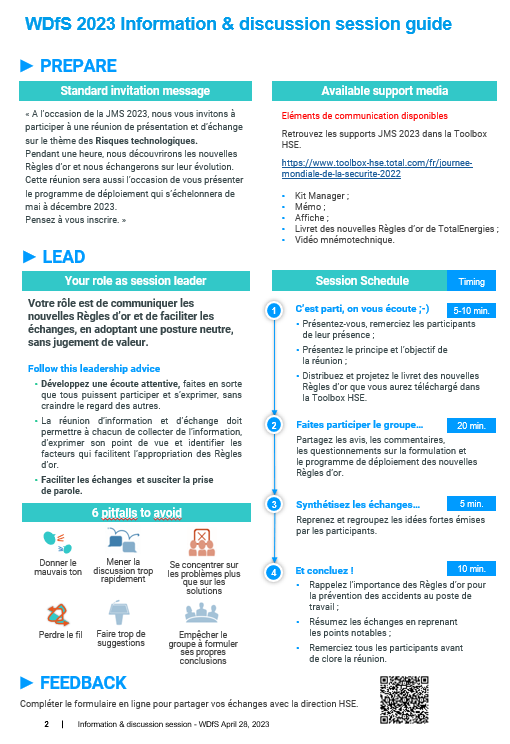 WDfS 2023 Information & discussion session guide
PREPARE
Standard invitation message
« A l'occasion de la JMS 2023, nous vous invitons à
participer à une réunion de présentation et d'échange
sur le thème des Risques technologiques.
Pendant une heure, nous découvrirons les nouvelles
Règles d'or et nous échangerons sur leur évolution.
Cette réunion sera aussi l'occasion de vous présenter
le programme de déploiement qui s'échelonnera de
mai à décembre 2023.
Pensez à vous inscrire. »
Available support media
Eléments de communication disponibles
Retrouvez les supports JMS 2023 dans la Toolbox
HSE.
https://www.toolbox-hse.total.com/fr/journee-
mondiale-de-la-securite-2022
• Kit Manager ;
• Mémo ;
• Affiche ;
• Livret des nouvelles Règles d'or de TotalEnergies ;
• Vidéo mnémotechnique.
LEAD
Your role as session leader
Votre rôle est de communiquer les
nouvelles Règles d'or et de faciliter les
échanges, en adoptant une posture neutre,
sans jugement de valeur.
Follow this leadership advice
• Développez une écoute attentive, faites en sorte
que tous puissent participer et s'exprimer, sans
craindre le regard des autres.
• La réunion d'information et d'échange doit
permettre à chacun de collecter de l'information,
d'exprimer son point de vue et identifier les
facteurs qui facilitent l'appropriation des Règles
d'or.
• Faciliter les échanges et susciter la prise
de parole.
6 pitfalls to avoid
Donner le
mauvais ton
Mener la
discussion trop
rapidement
Se concentrer sur
les problèmes plus
que sur les
solutions
Perdre le fil
Faire trop de
suggestions
Empêcher le
groupe à formuler
ses propres
conclusions
Session Schedule
Timing
1
C'est parti, on vous écoute ;-)
5-10 min.
• Présentez-vous, remerciez les participants
de leur présence ;
• Présentez le principe et l'objectif de
la réunion ;
• Distribuez et projetez le livret des nouvelles
Règles d'or que vous aurez téléchargé dans
la Toolbox HSE.
2
Faites participer le groupe...
20 min.
Partagez les avis, les commentaires,
les questionnements sur la formulation et
le programme de déploiement des nouvelles
Règles d'or.
3
Synthétisez les échanges...
5 min.
Reprenez et regroupez les idées fortes émises
par les participants.
4
Et concluez !
10 min.
• Rappelez l'importance des Règles d'or pour
la prévention des accidents au poste de
travail ;
• Résumez les échanges en reprenant
les points notables ;
• Remerciez tous les participants avant
de clore la réunion.
FEEDBACK
Compléter le formulaire en ligne pour partager vos échanges avec la direction HSE.
2 | Information & discussion session - WDfS April 28, 2023